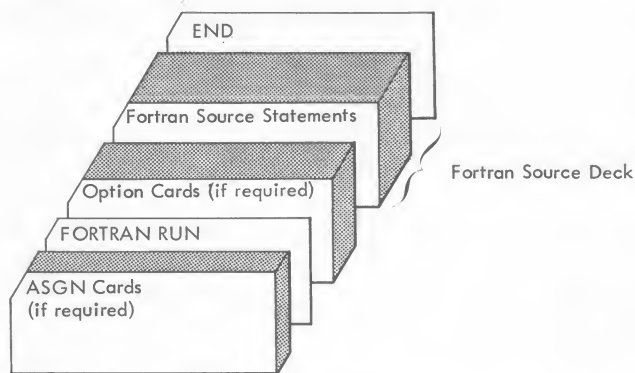 END
Fortran Source Statements
Fortran Source Deck
Option Cards (if required)
FORTRAN RUN
ASGN Cards
(if required)